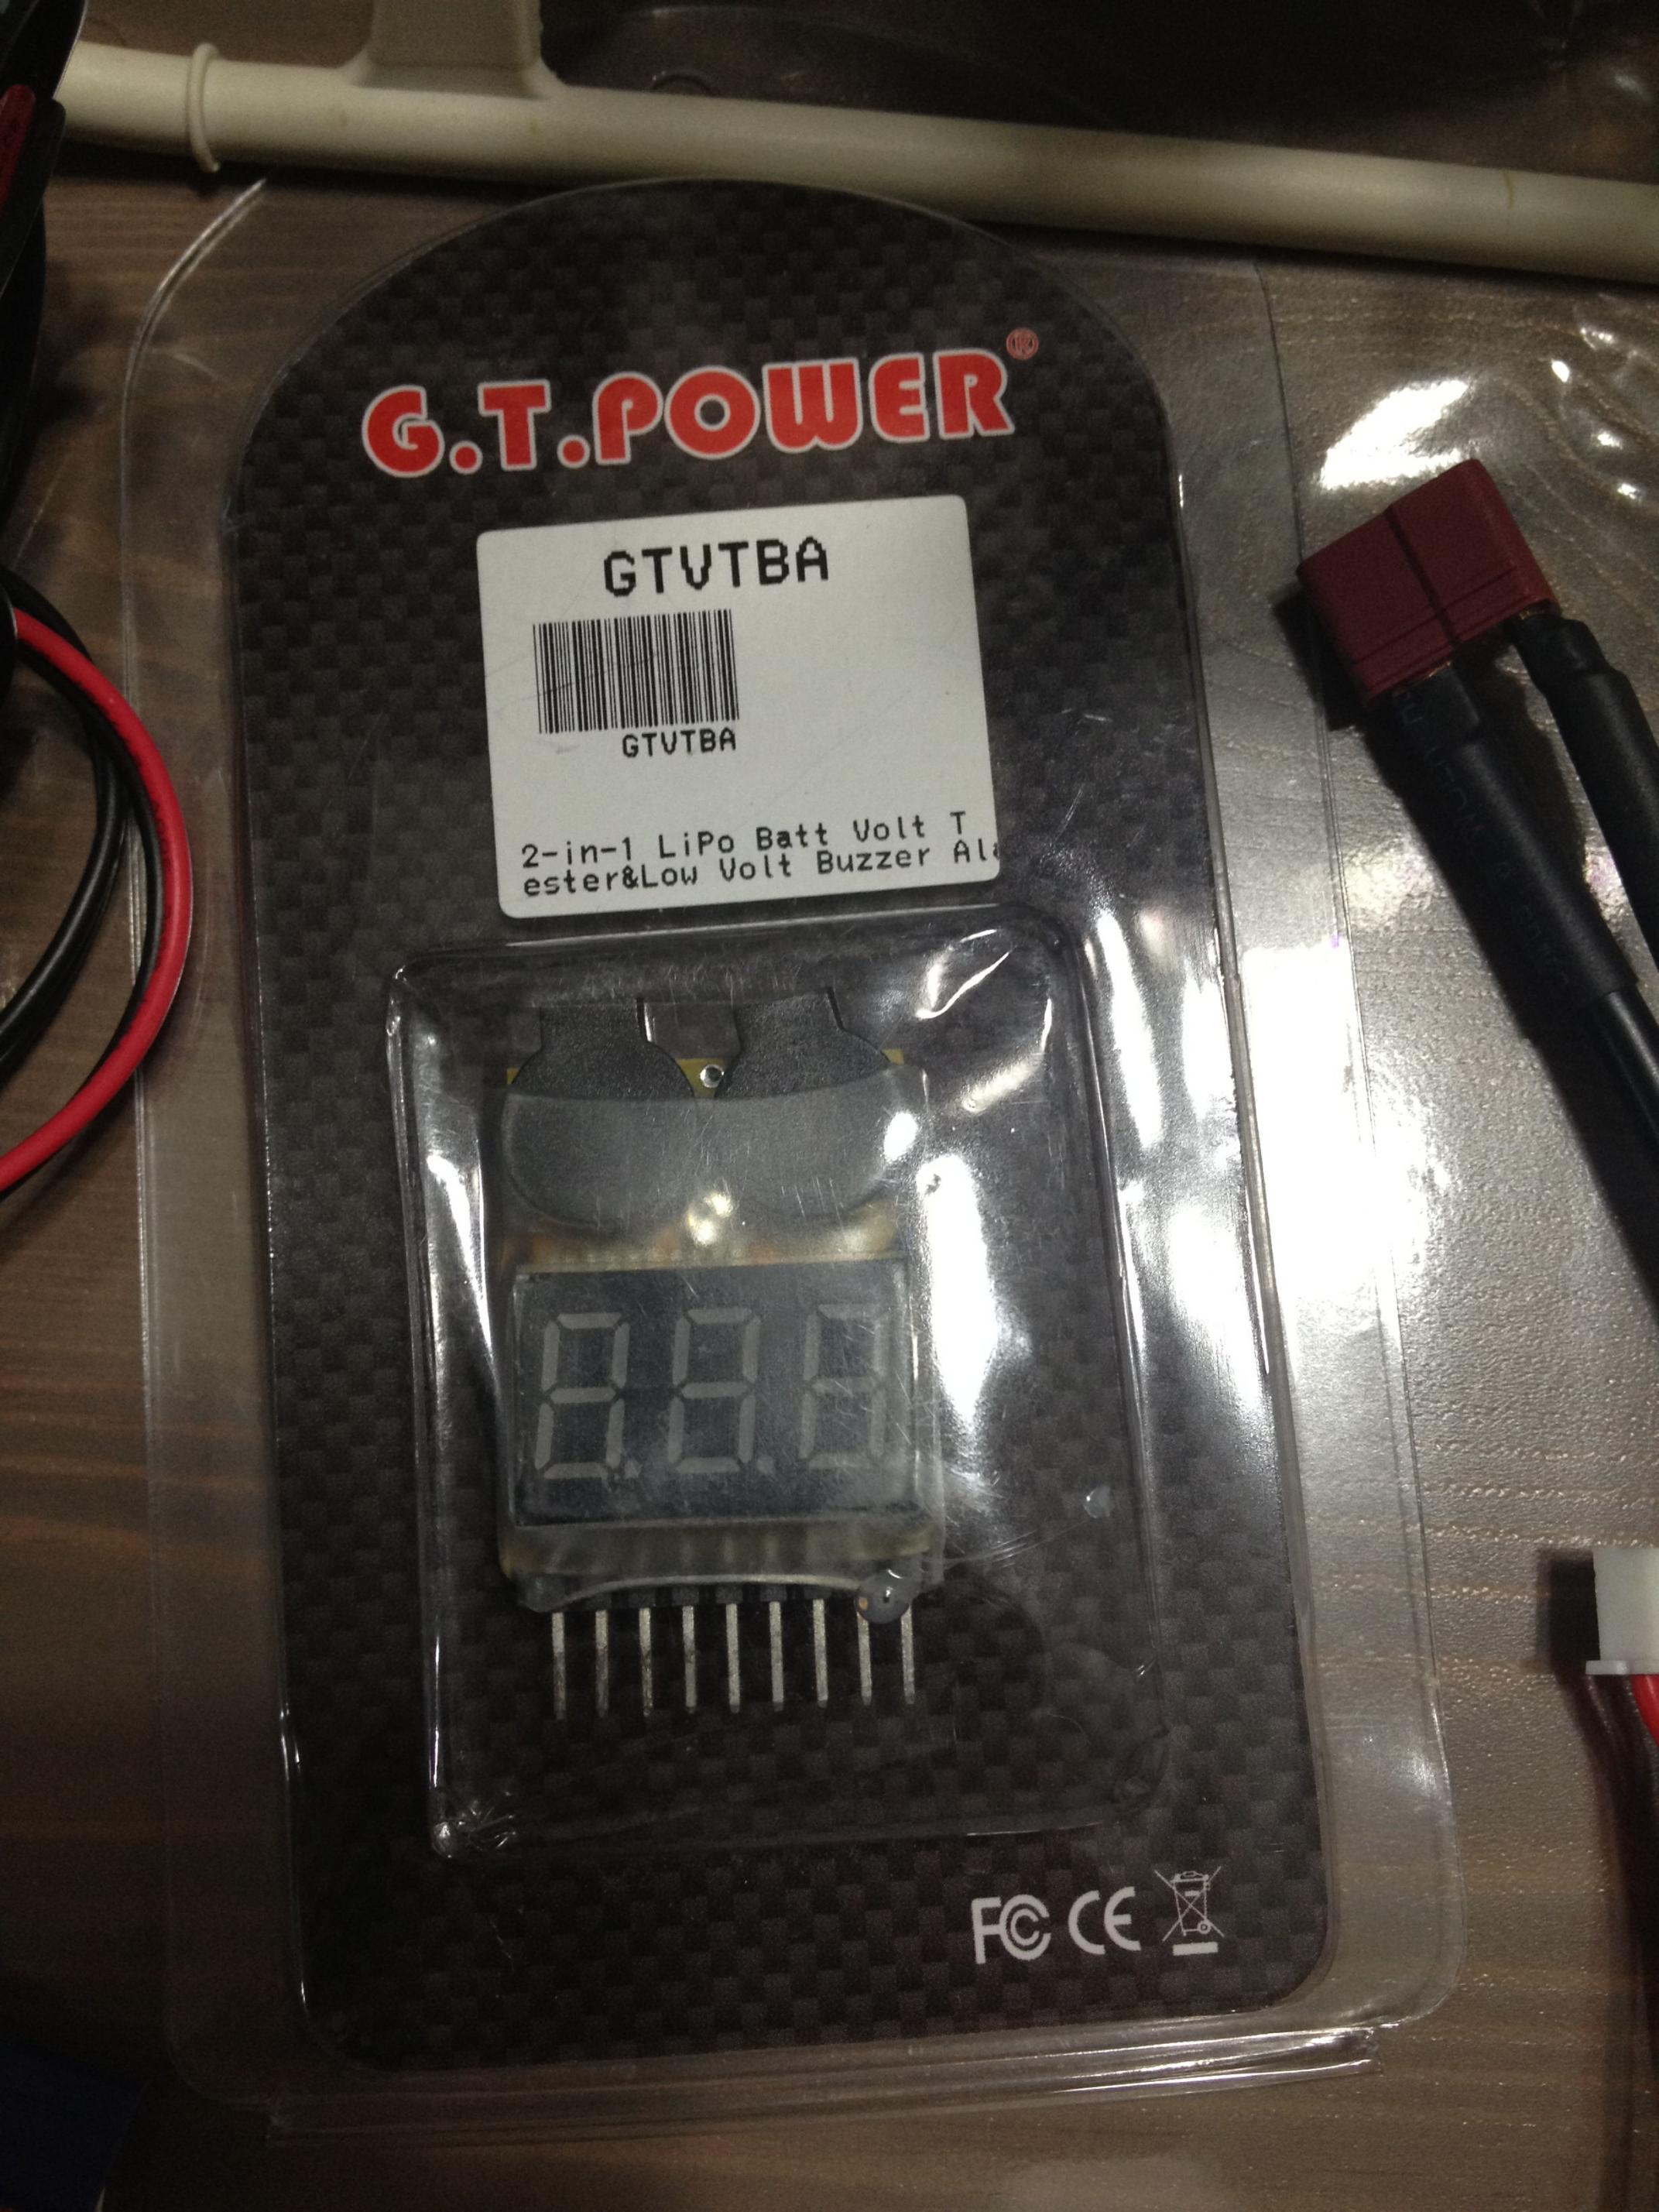 G.T.POWER®
GTVTBA
GTVTBA
2-in-1 LiPo Batt Volt T
ester&Low Volt Buzzer Al
FC CE